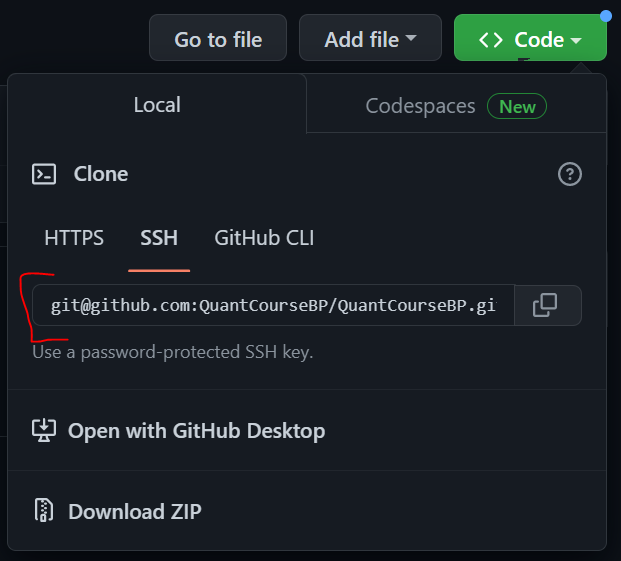 Go to file Add file Code
Local Codespaces New
Clone
HTTPS SSH GitHub CLI
git@github.com:QuantCourseBP/QuantCourseBP.gi
Use a password-protected SSH key.
Open with GitHub Desktop
Download ZIP